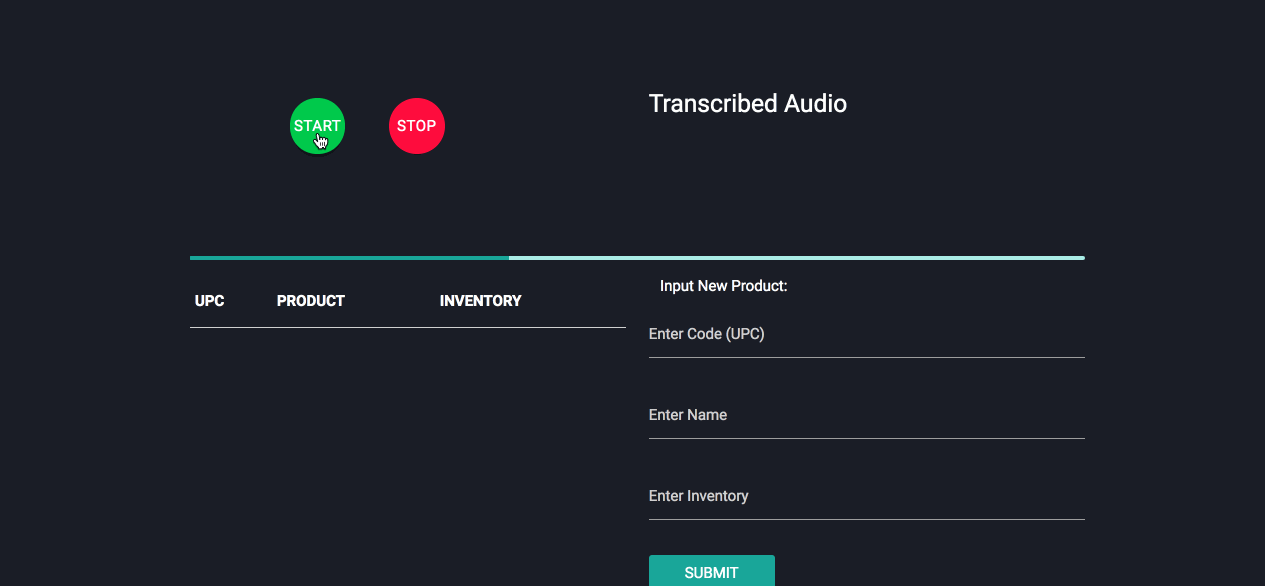 START STOP
Transcribed Audio
UPC PRODUCT INVENTORY
Input New Product:
Enter Code (UPC)
Enter Name
Enter Inventory
SUBMIT